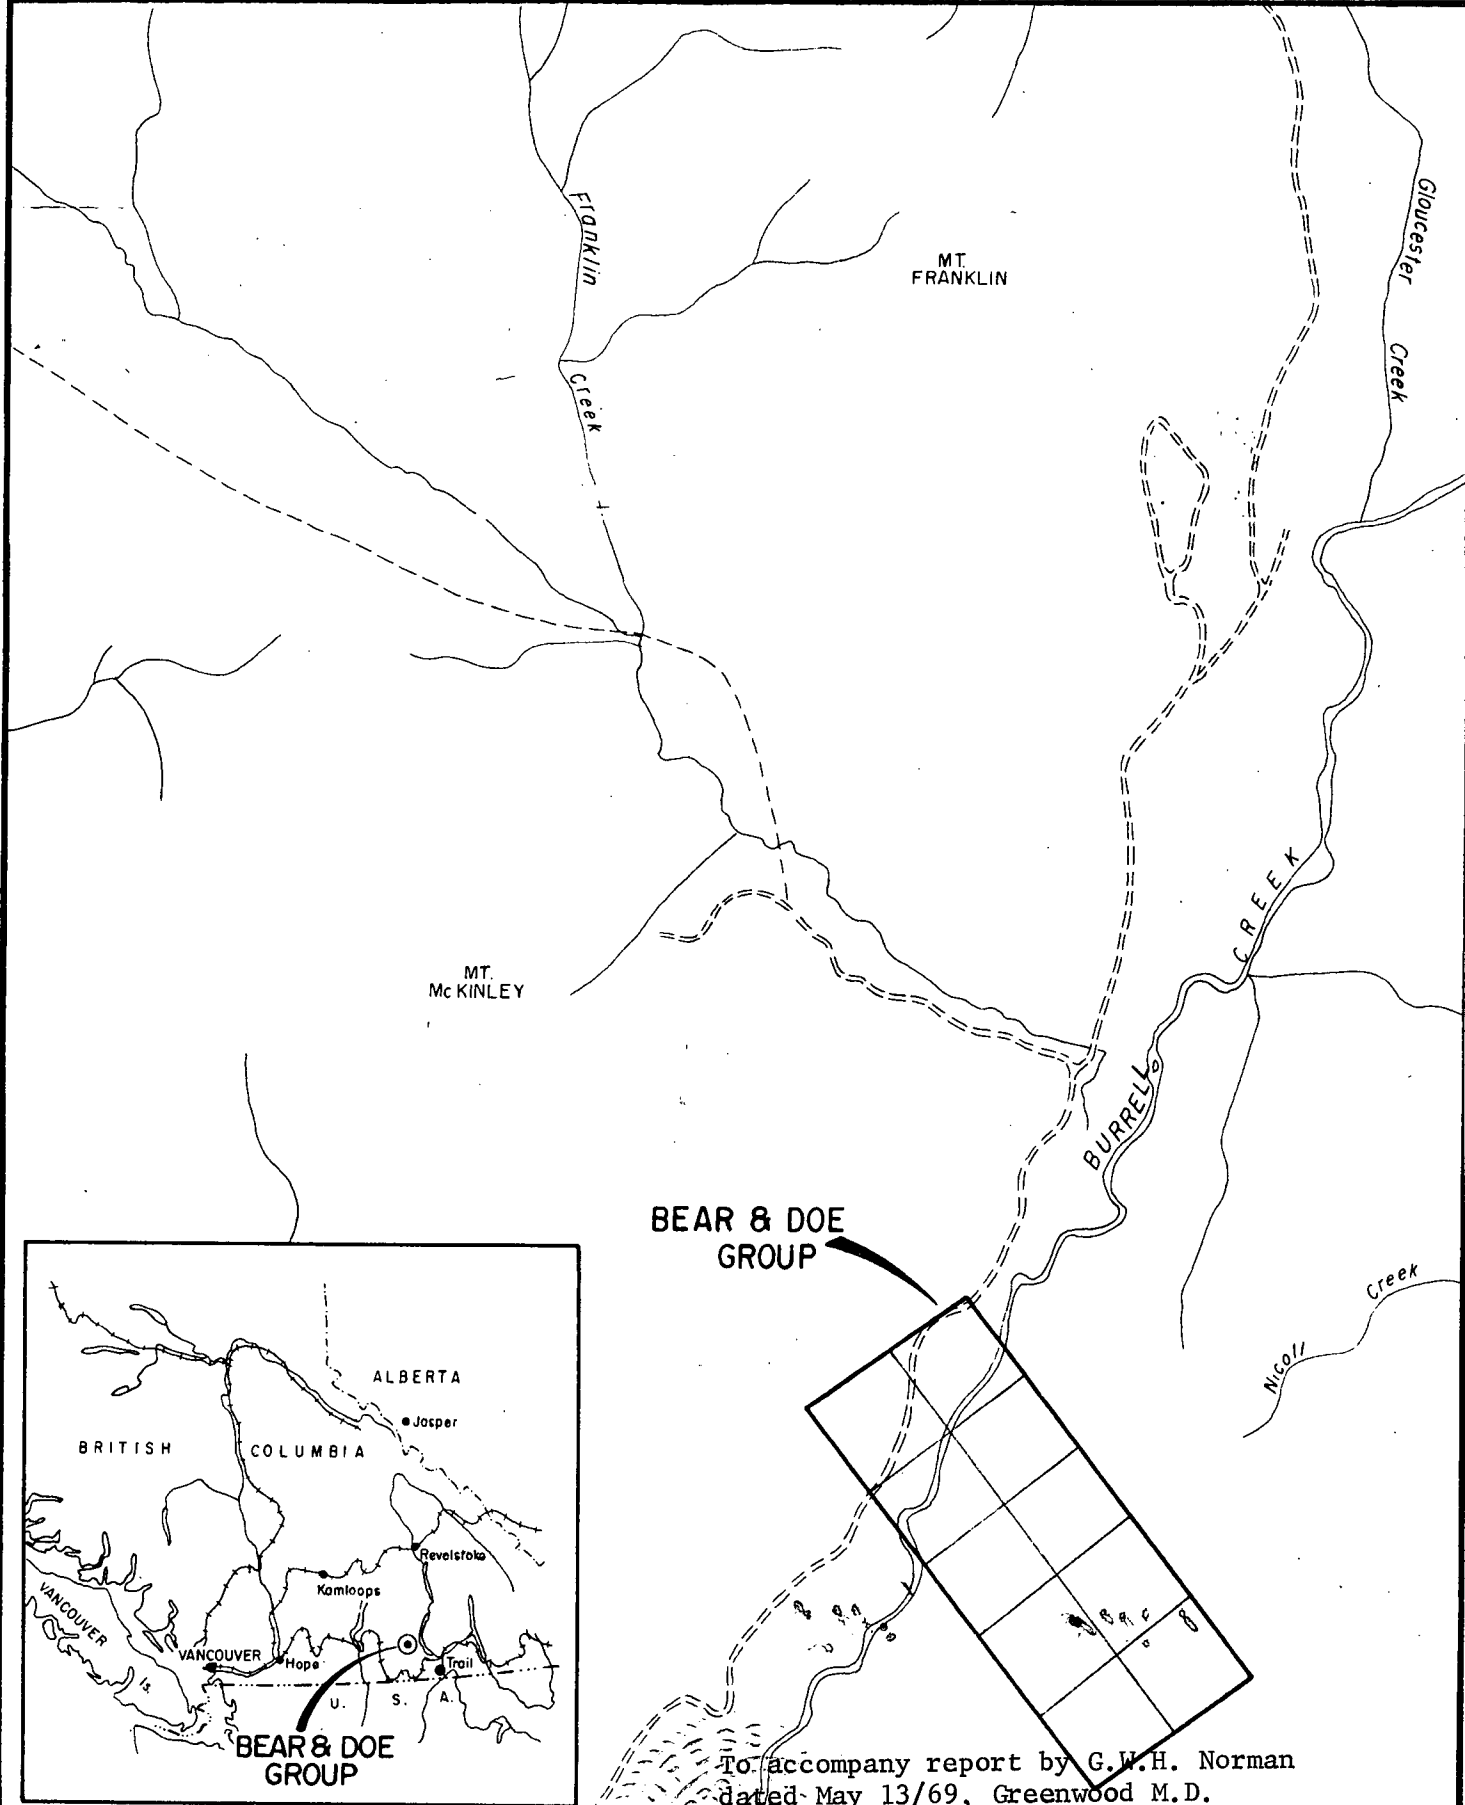 Franklin
Creek
MT.
FRANKLIN
Gloucester
Creek
MT.
McKINLEY
BURRELL CREEK
BEAR & DOE
GROUP
Nicoll Creek
ALBERTA
Jasper
BRITISH COLUMBIA
Revelstoke
Kamloops
VANCOUVER Is.
VANCOUVER
Hope
Trail
U. S. A.
BEAR & DOE
GROUP
To accompany report by G.W.H. Norman
dated May 13/69, Greenwood M.D.